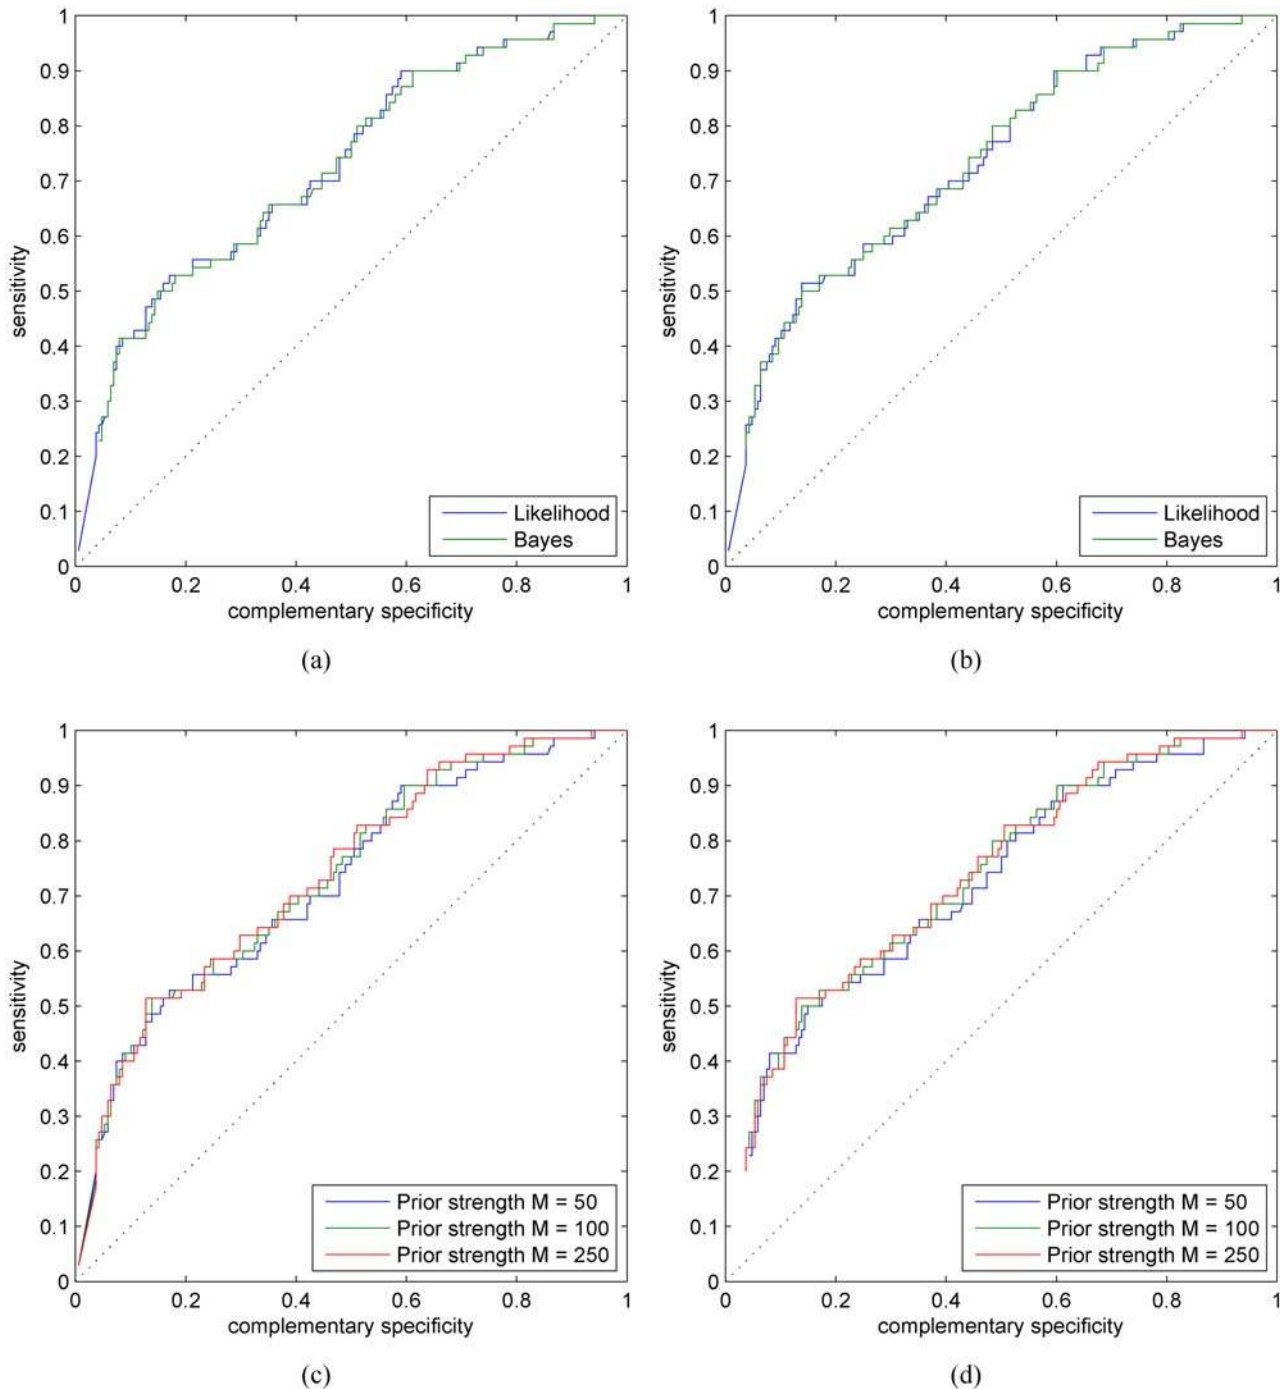 1
0.9
0.8
0.7
0.6
0.5
0.4
0.3
0.2
0.1
0
sensitivity
Likelihood
Bayes
0 0.2 0.4 0.6 0.8 1
complementary specificity
(a)
1
0.9
0.8
0.7
0.6
0.5
0.4
0.3
0.2
0.1
0
sensitivity
Likelihood
Bayes
0 0.2 0.4 0.6 0.8 1
complementary specificity
(b)
1
0.9
0.8
0.7
0.6
0.5
0.4
0.3
0.2
0.1
0
sensitivity
Prior strength M = 50
Prior strength M = 100
Prior strength M = 250
0 0.2 0.4 0.6 0.8 1
complementary specificity
(c)
1
0.9
0.8
0.7
0.6
0.5
0.4
0.3
0.2
0.1
0
sensitivity
Prior strength M = 50
Prior strength M = 100
Prior strength M = 250
0 0.2 0.4 0.6 0.8 1
complementary specificity
(d)